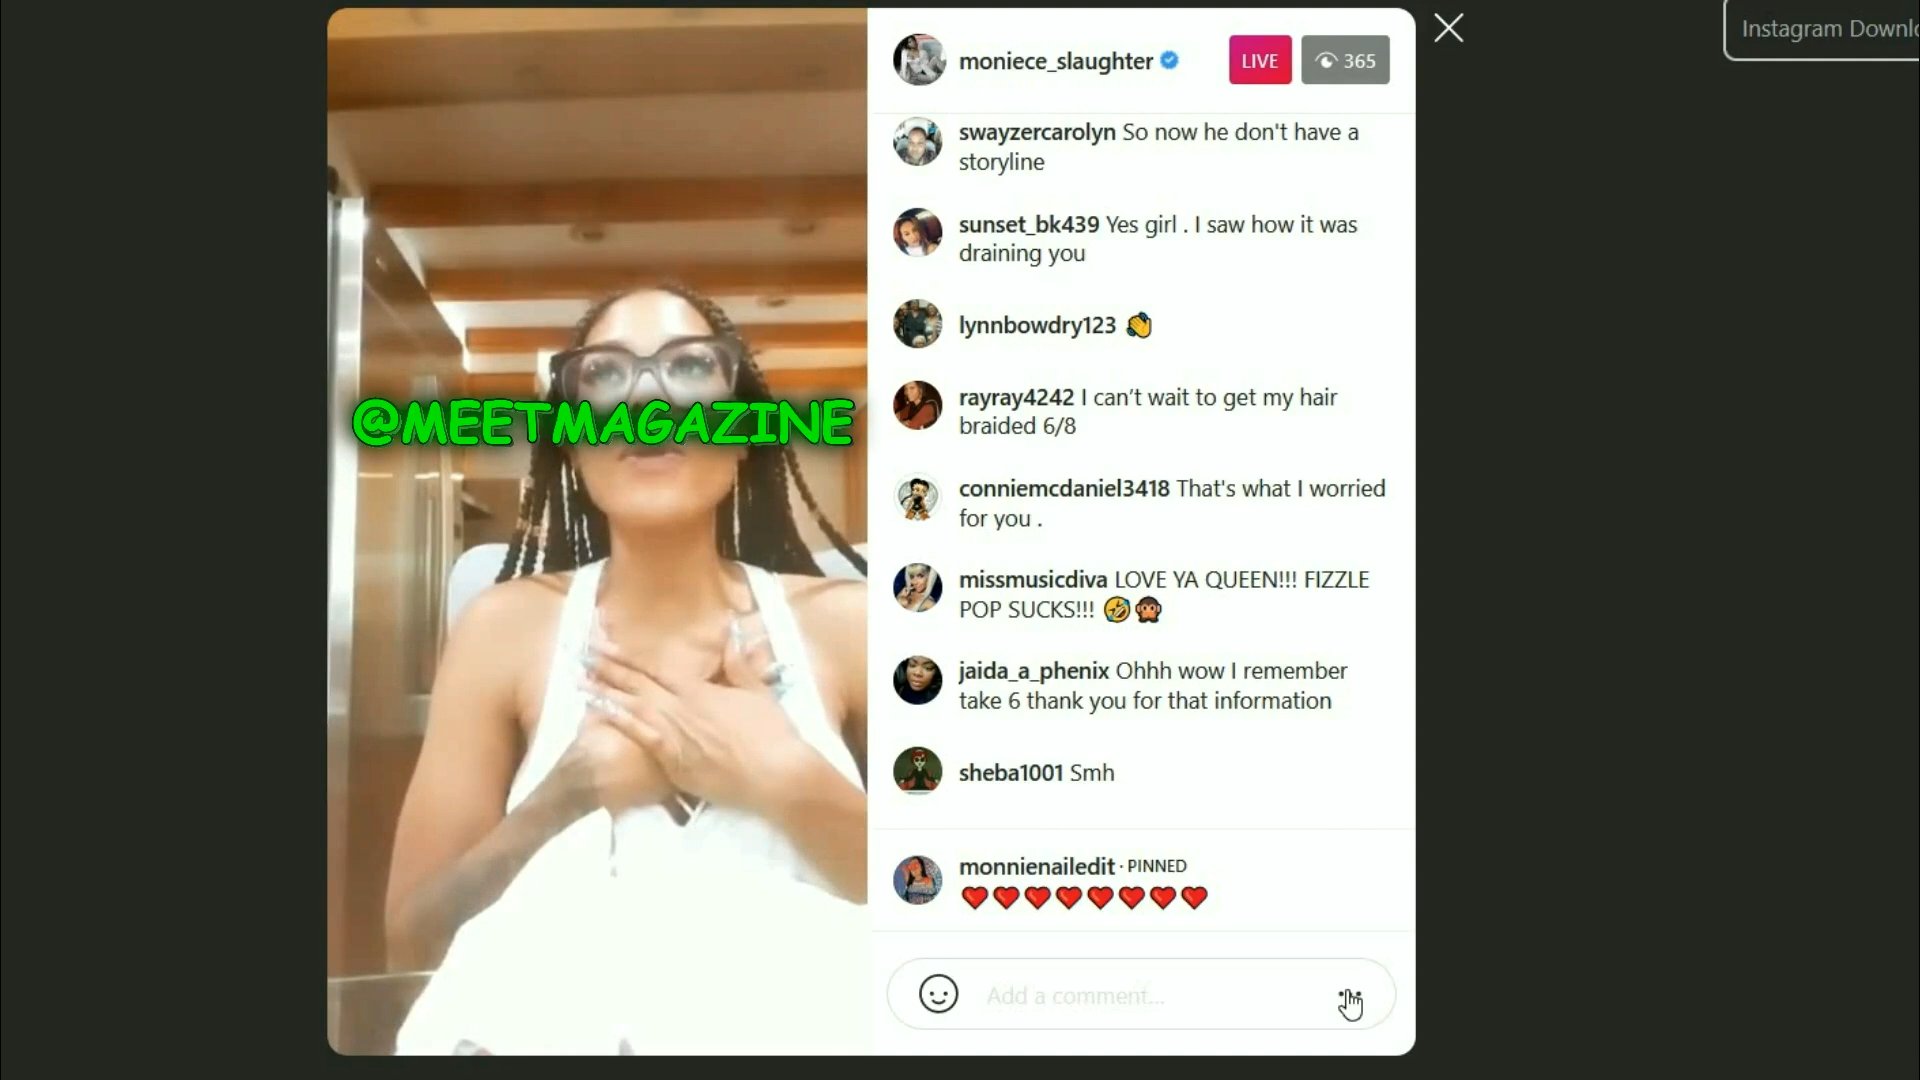 Instagram Downlo
moniece_slaughter
LIVE
365
swayzercarolyn So now he don't have a
storyline
sunset_bk439 Yes girl . I saw how it was
draining you
lynnbowdry123 👏
rayray4242 I can’t wait to get my hair
braided 6/8
conniemcdaniel3418 That's what I worried
for you .
missmusicdiva LOVE YA QUEEN!!! FIZZLE
POP SUCKS!!! 🤣🙊
jaida_a_phenix Ohhh wow I remember
take 6 thank you for that information
sheba1001 Smh
monnienailedit · PINNED
❤️❤️❤️❤️❤️❤️❤️❤️
Add a comment...
@MEETMAGAZINE